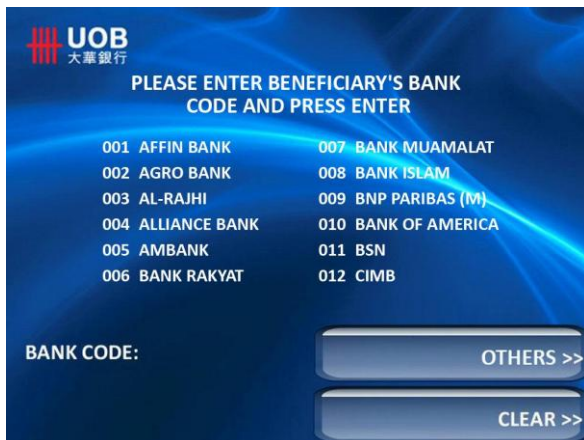 UOB
大華銀行
PLEASE ENTER BENEFICIARY'S BANK
CODE AND PRESS ENTER
001 AFFIN BANK
002 AGRO BANK
003 AL-RAJHI
004 ALLIANCE BANK
005 AMBANK
006 BANK RAKYAT
007 BANK MUAMALAT
008 BANK ISLAM
009 BNP PARIBAS (M)
010 BANK OF AMERICA
011 BSN
012 CIMB
BANK CODE:
OTHERS >>
CLEAR >>